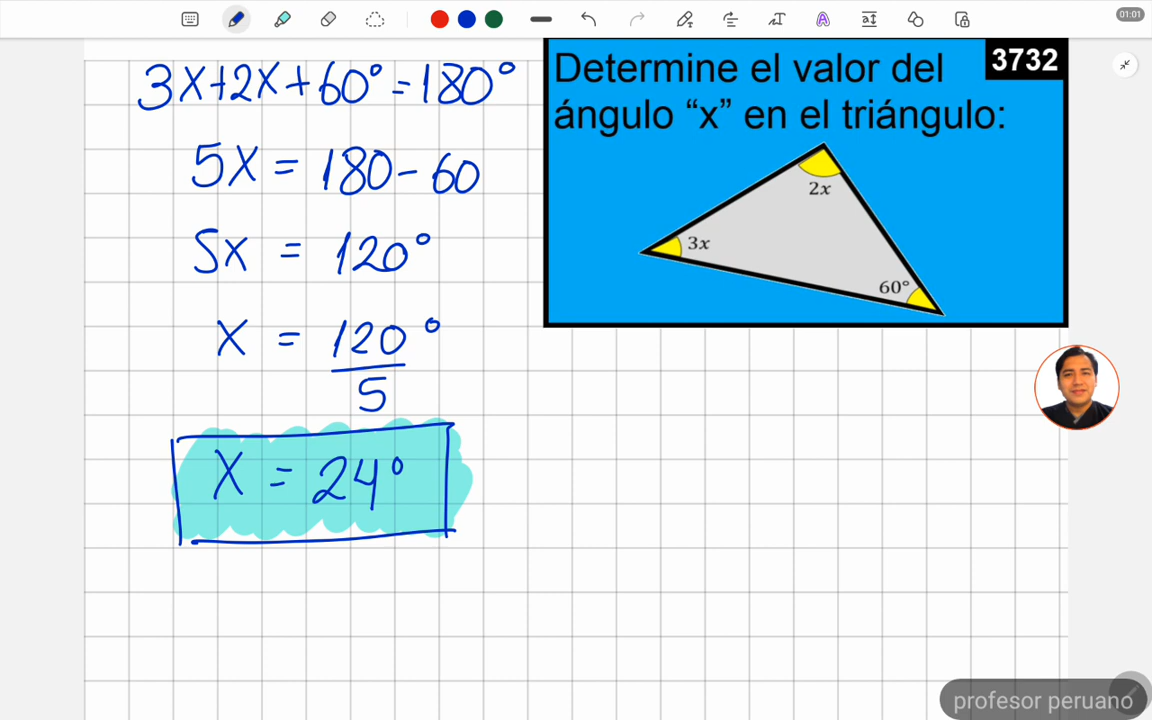 01:01
3x+2x+60°=180°
5x = 180-60
5x = 120°
x = 120°
5
x = 24°
Determine el valor del
3732
ángulo “x” en el triángulo:
2x
3x
60°
profesor peruano